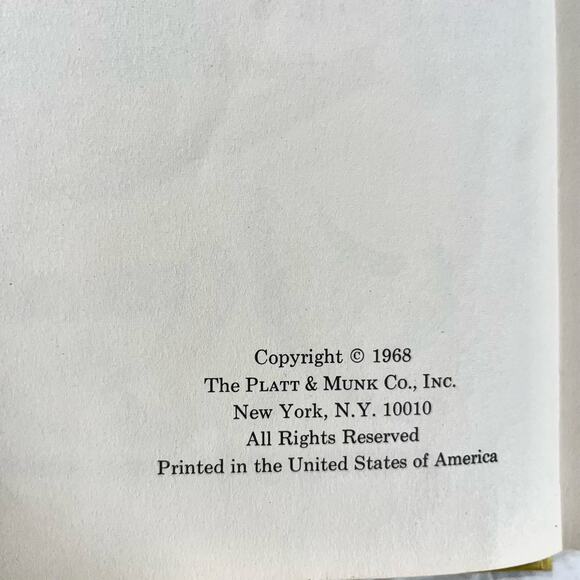 Copyright © 1968
The PLATT & MUNK CO., INC.
New York, N.Y. 10010
All Rights Reserved
Printed in the United States of America